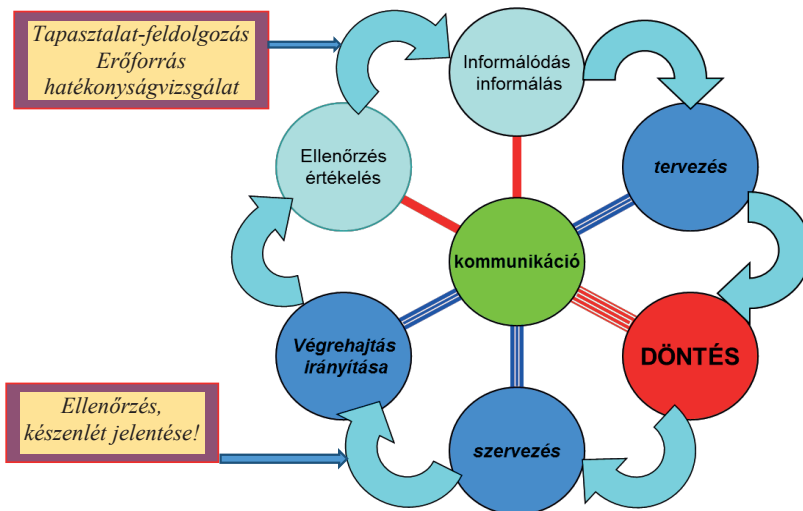 Tapasztalat-feldolgozás
Erőforrás
hatékonyságvizsgálat
Informálódás
informálás
Ellenőrzés
értékelés
tervezés
kommunikáció
Végrehajtás
irányítása
DÖNTÉS
Ellenőrzés,
készenlét jelentése!
szervezés